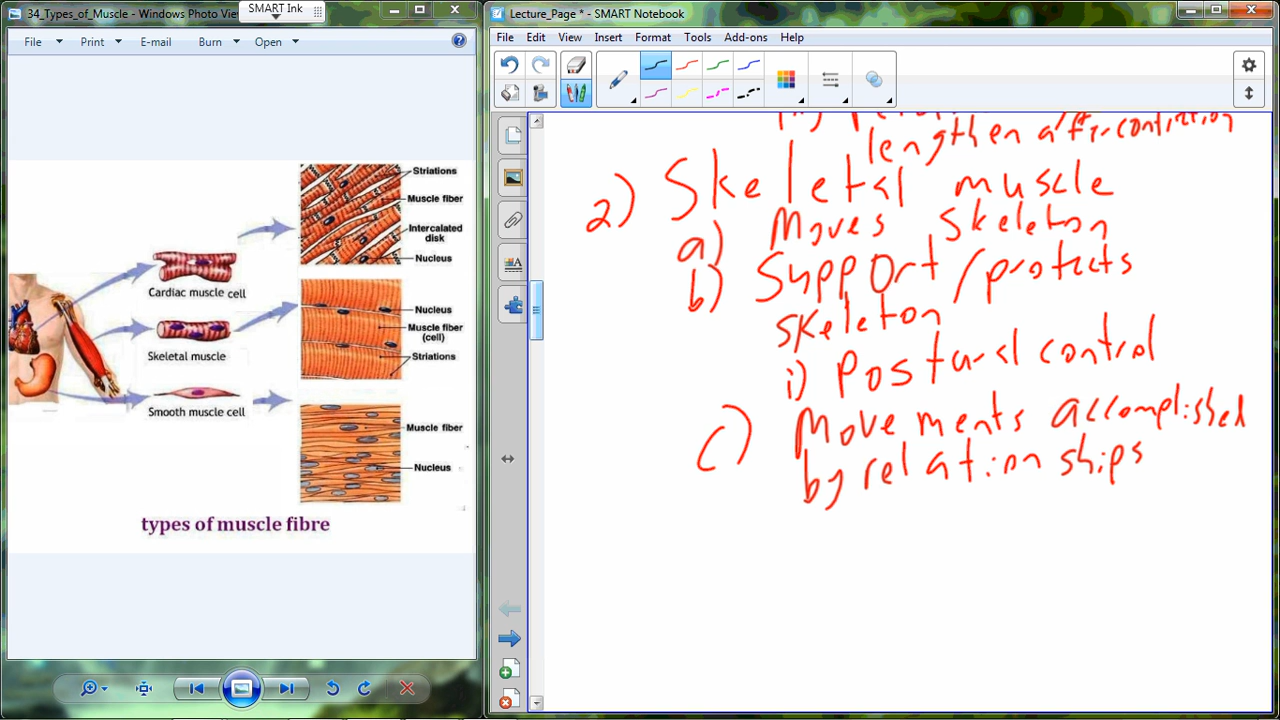 34_Types_of_Muscle - Windows Photo Vie
SMART Ink
File Print E-mail Burn Open
Striations
Muscle fiber
Intercalated
disk
Nucleus
Cardiac muscle cell
Nucleus
Muscle fiber
(cell)
Striations
Skeletal muscle
Smooth muscle cell
Muscle fiber
Nucleus
types of muscle fibre
Lecture_Page * - SMART Notebook
File Edit View Insert Format Tools Add-ons Help
lengthen after contraction
2) Skeletal muscle
a) Moves skeleton
b) Support/protects
skeleton
i) Postural control
c) Movements accomplished
by relationships